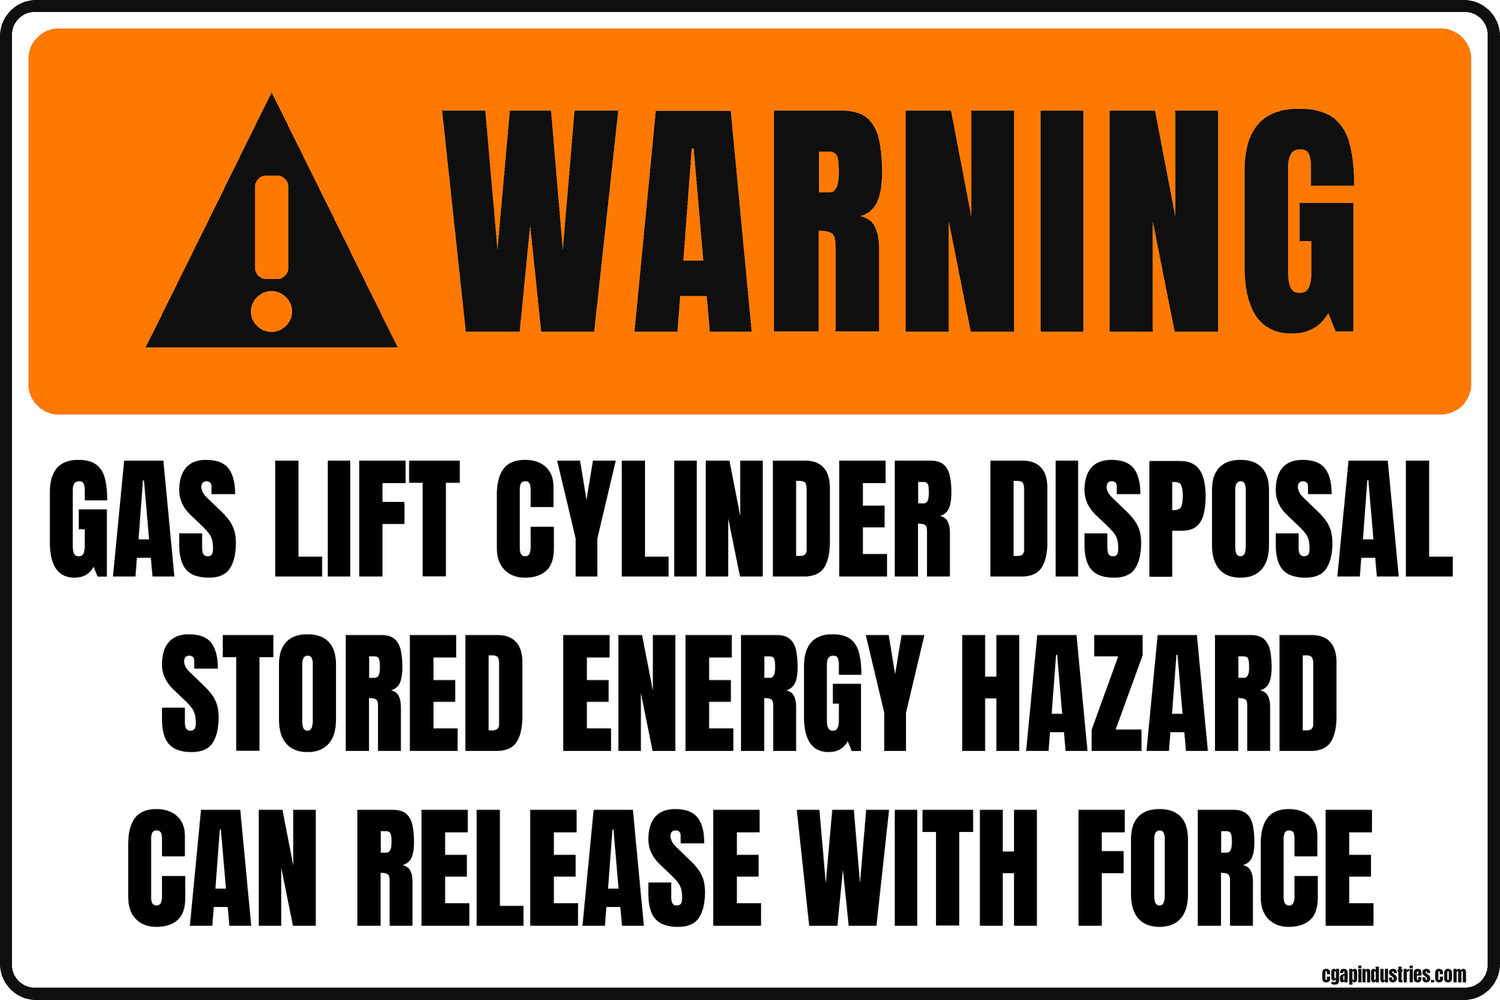 WARNING
GAS LIFT CYLINDER DISPOSAL
STORED ENERGY HAZARD
CAN RELEASE WITH FORCE
cgapindustries.com